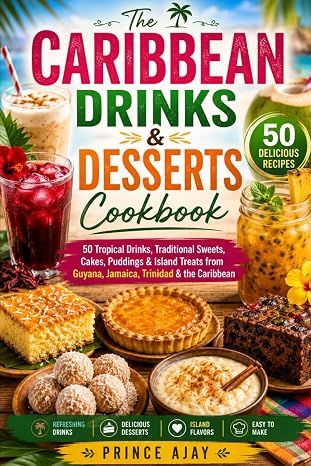 The
CARIBBEAN
DRINKS
&
DESSERTS
Cookbook
50
DELICIOUS
RECIPES
50 Tropical Drinks, Traditional Sweets,
Cakes, Puddings & Island Treats from
Guyana, Jamaica, Trinidad & the Caribbean
REFRESHING
DRINKS
DELICIOUS
DESSERTS
ISLAND
FLAVORS
EASY TO
MAKE
PRINCE AJAY